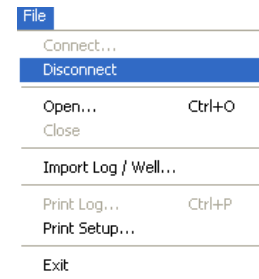 File
Connect...
Disconnect
Open... Ctrl+O
Close
Import Log / Well...
Print Log... Ctrl+P
Print Setup...
Exit